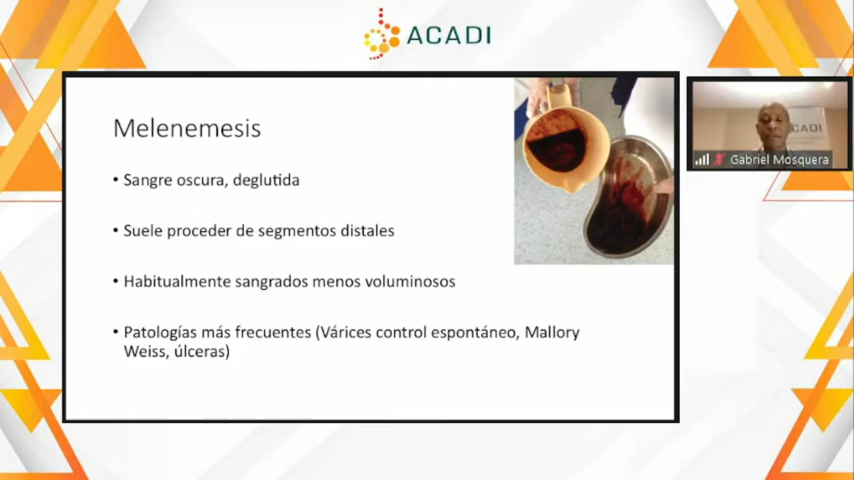 ACADI
Melenemesis
• Sangre oscura, deglutida
• Suele proceder de segmentos distales
• Habitualmente sangrados menos voluminosos
• Patologías más frecuentes (Várices control espontáneo, Mallory
Weiss, úlceras)
ACADI
Gabriel Mosquera